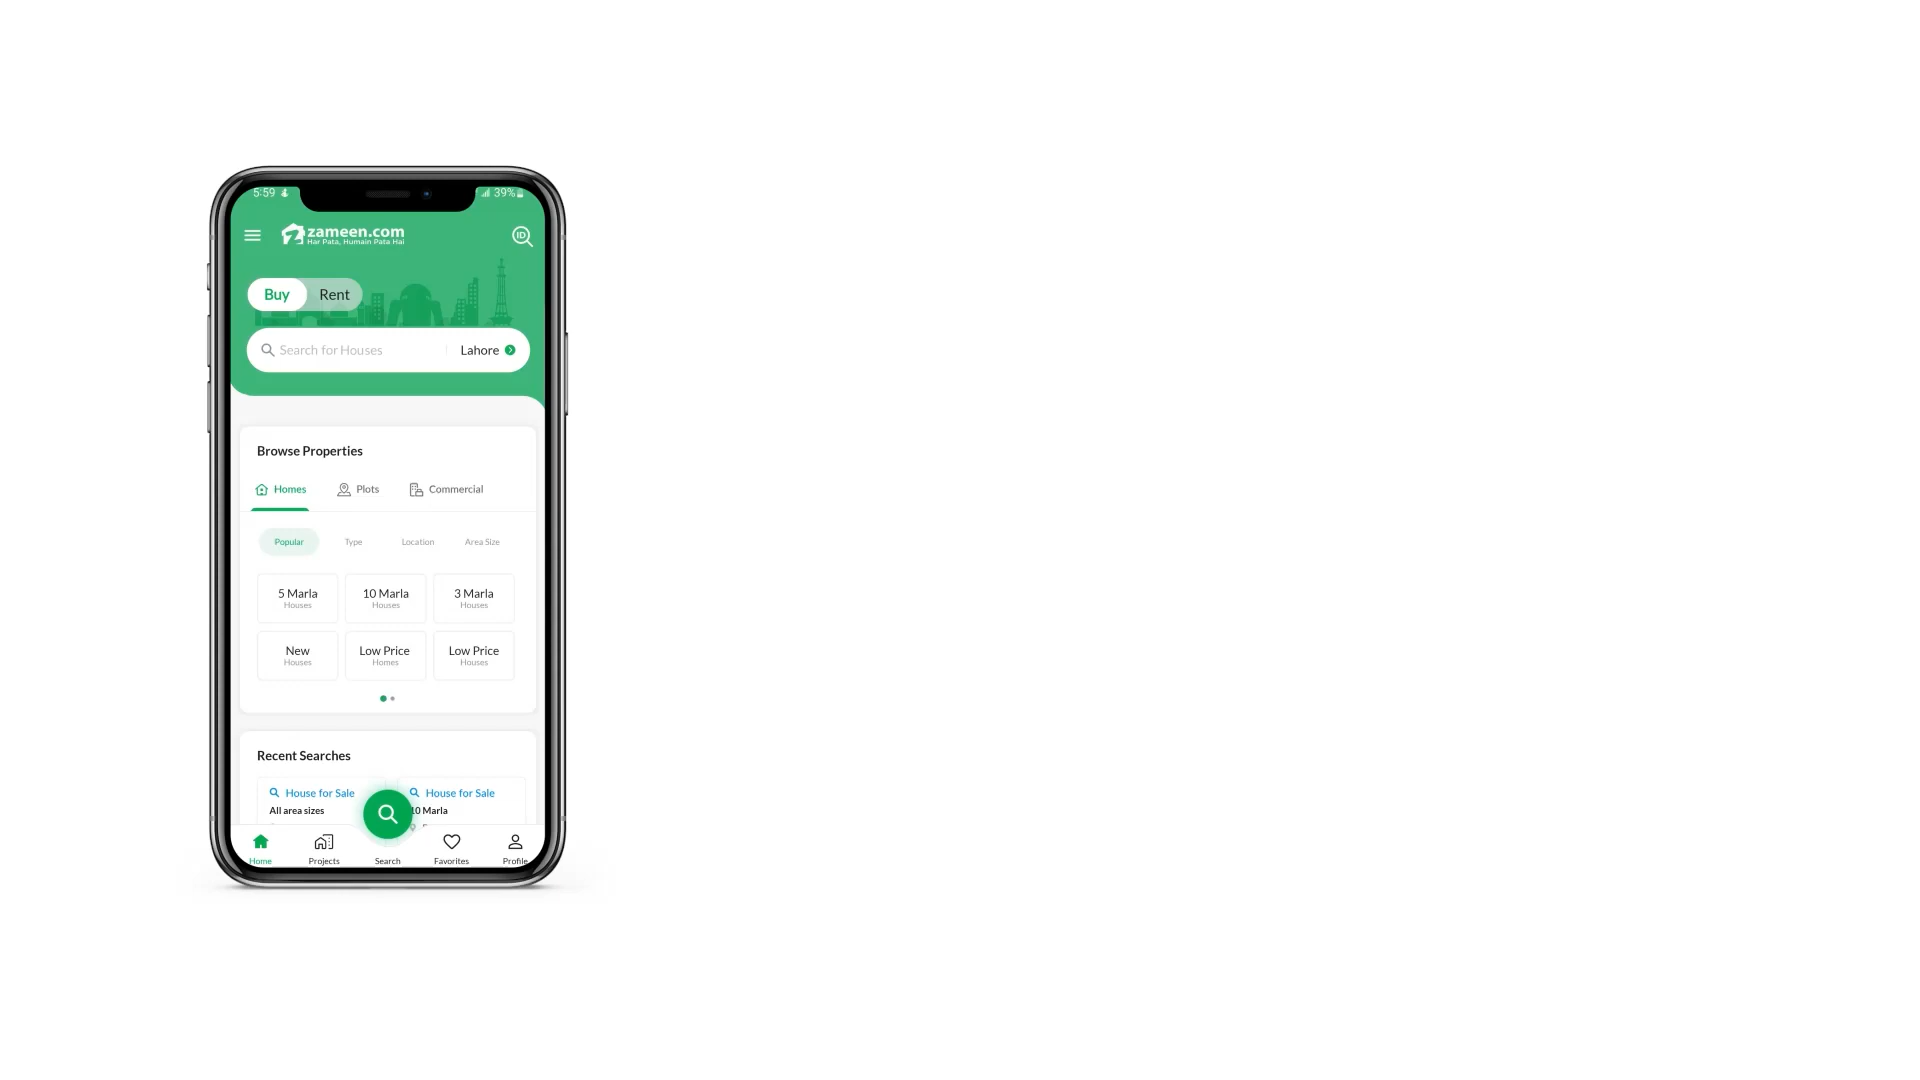 5:59
39%
zameen.com
Har Pata, Humain Pata Hai
ID
Buy Rent
Search for Houses Lahore
Browse Properties
Homes Plots Commercial
Popular Type Location Area Size
5 Marla 10 Marla 3 Marla
Houses Houses Houses
New Low Price Low Price
Houses Homes Houses
Recent Searches
House for Sale House for Sale
All area sizes 10 Marla
Home Projects Search Favorites Profile